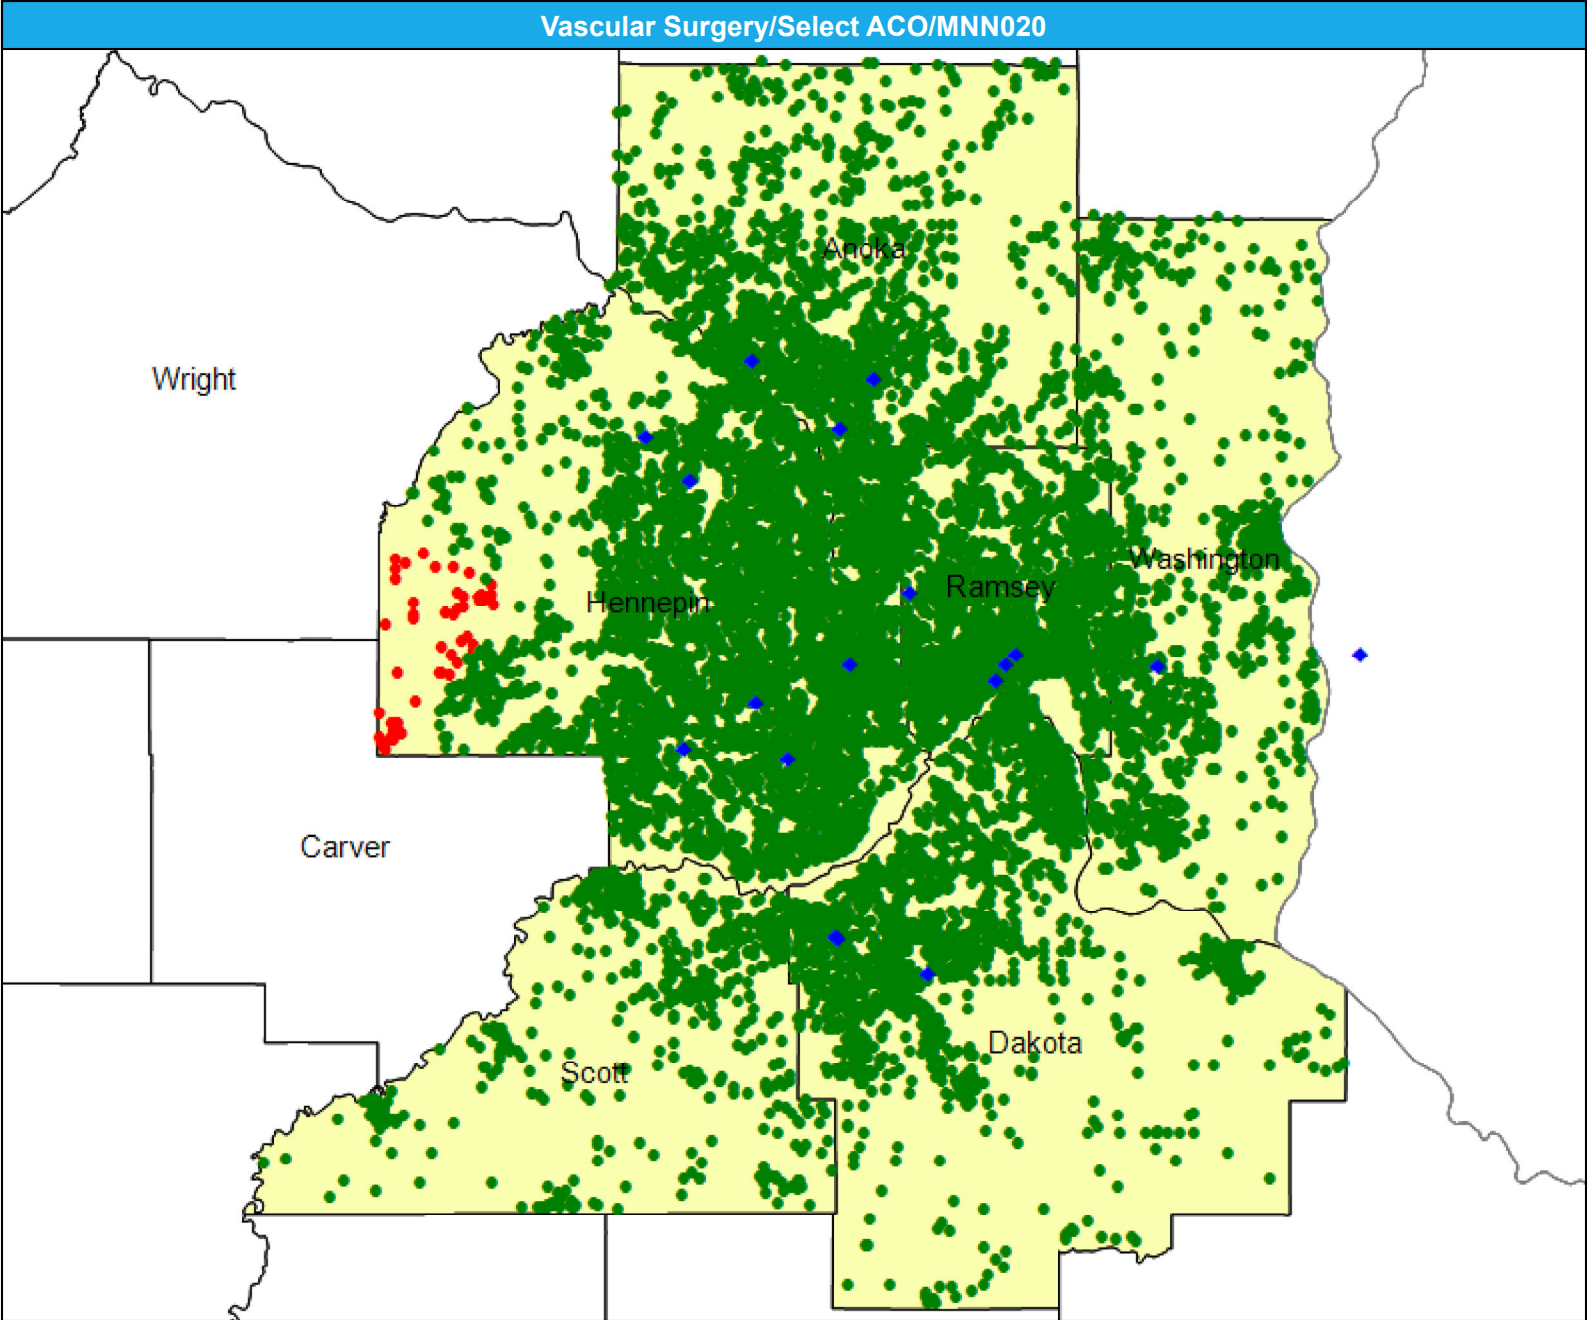 Vascular Surgery/Select ACO/MNN020
Anoka
Wright
Washington
Ramsey
Hennepin
Carver
Dakota
Scott